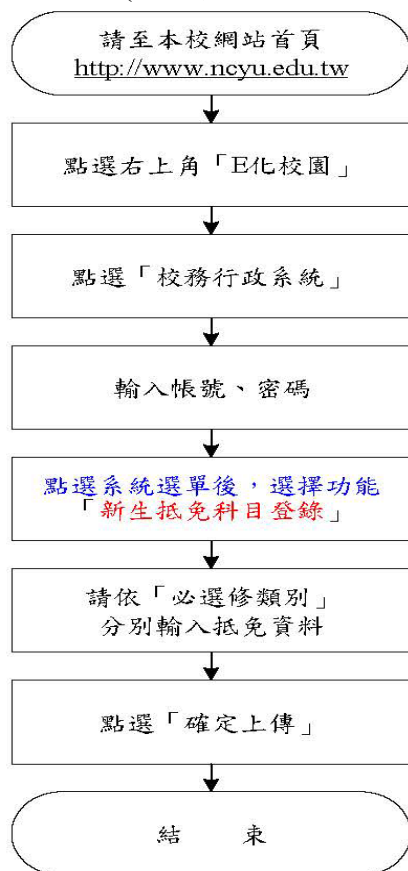 請至本校網站首頁
http://www.ncyu.edu.tw
點選右上角「E化校園」
點選「校務行政系統」
輸入帳號、密碼
點選系統選單後，選擇功能
「新生抵免科目登錄」
請依「必選修類別」
分別輸入抵免資料
點選「確定上傳」
結　　束